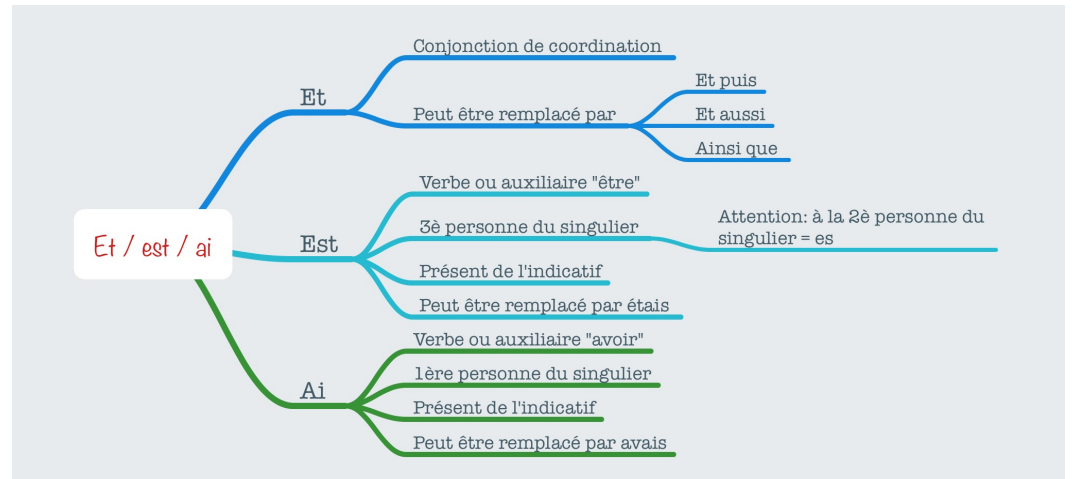 Et / est / ai
Et
Conjonction de coordination
Peut être remplacé par
Et puis
Et aussi
Ainsi que
Est
Verbe ou auxiliaire "être"
3è personne du singulier
Attention: à la 2è personne du
singulier = es
Présent de l'indicatif
Peut être remplacé par étais
Ai
Verbe ou auxiliaire "avoir"
1ère personne du singulier
Présent de l'indicatif
Peut être remplacé par avais